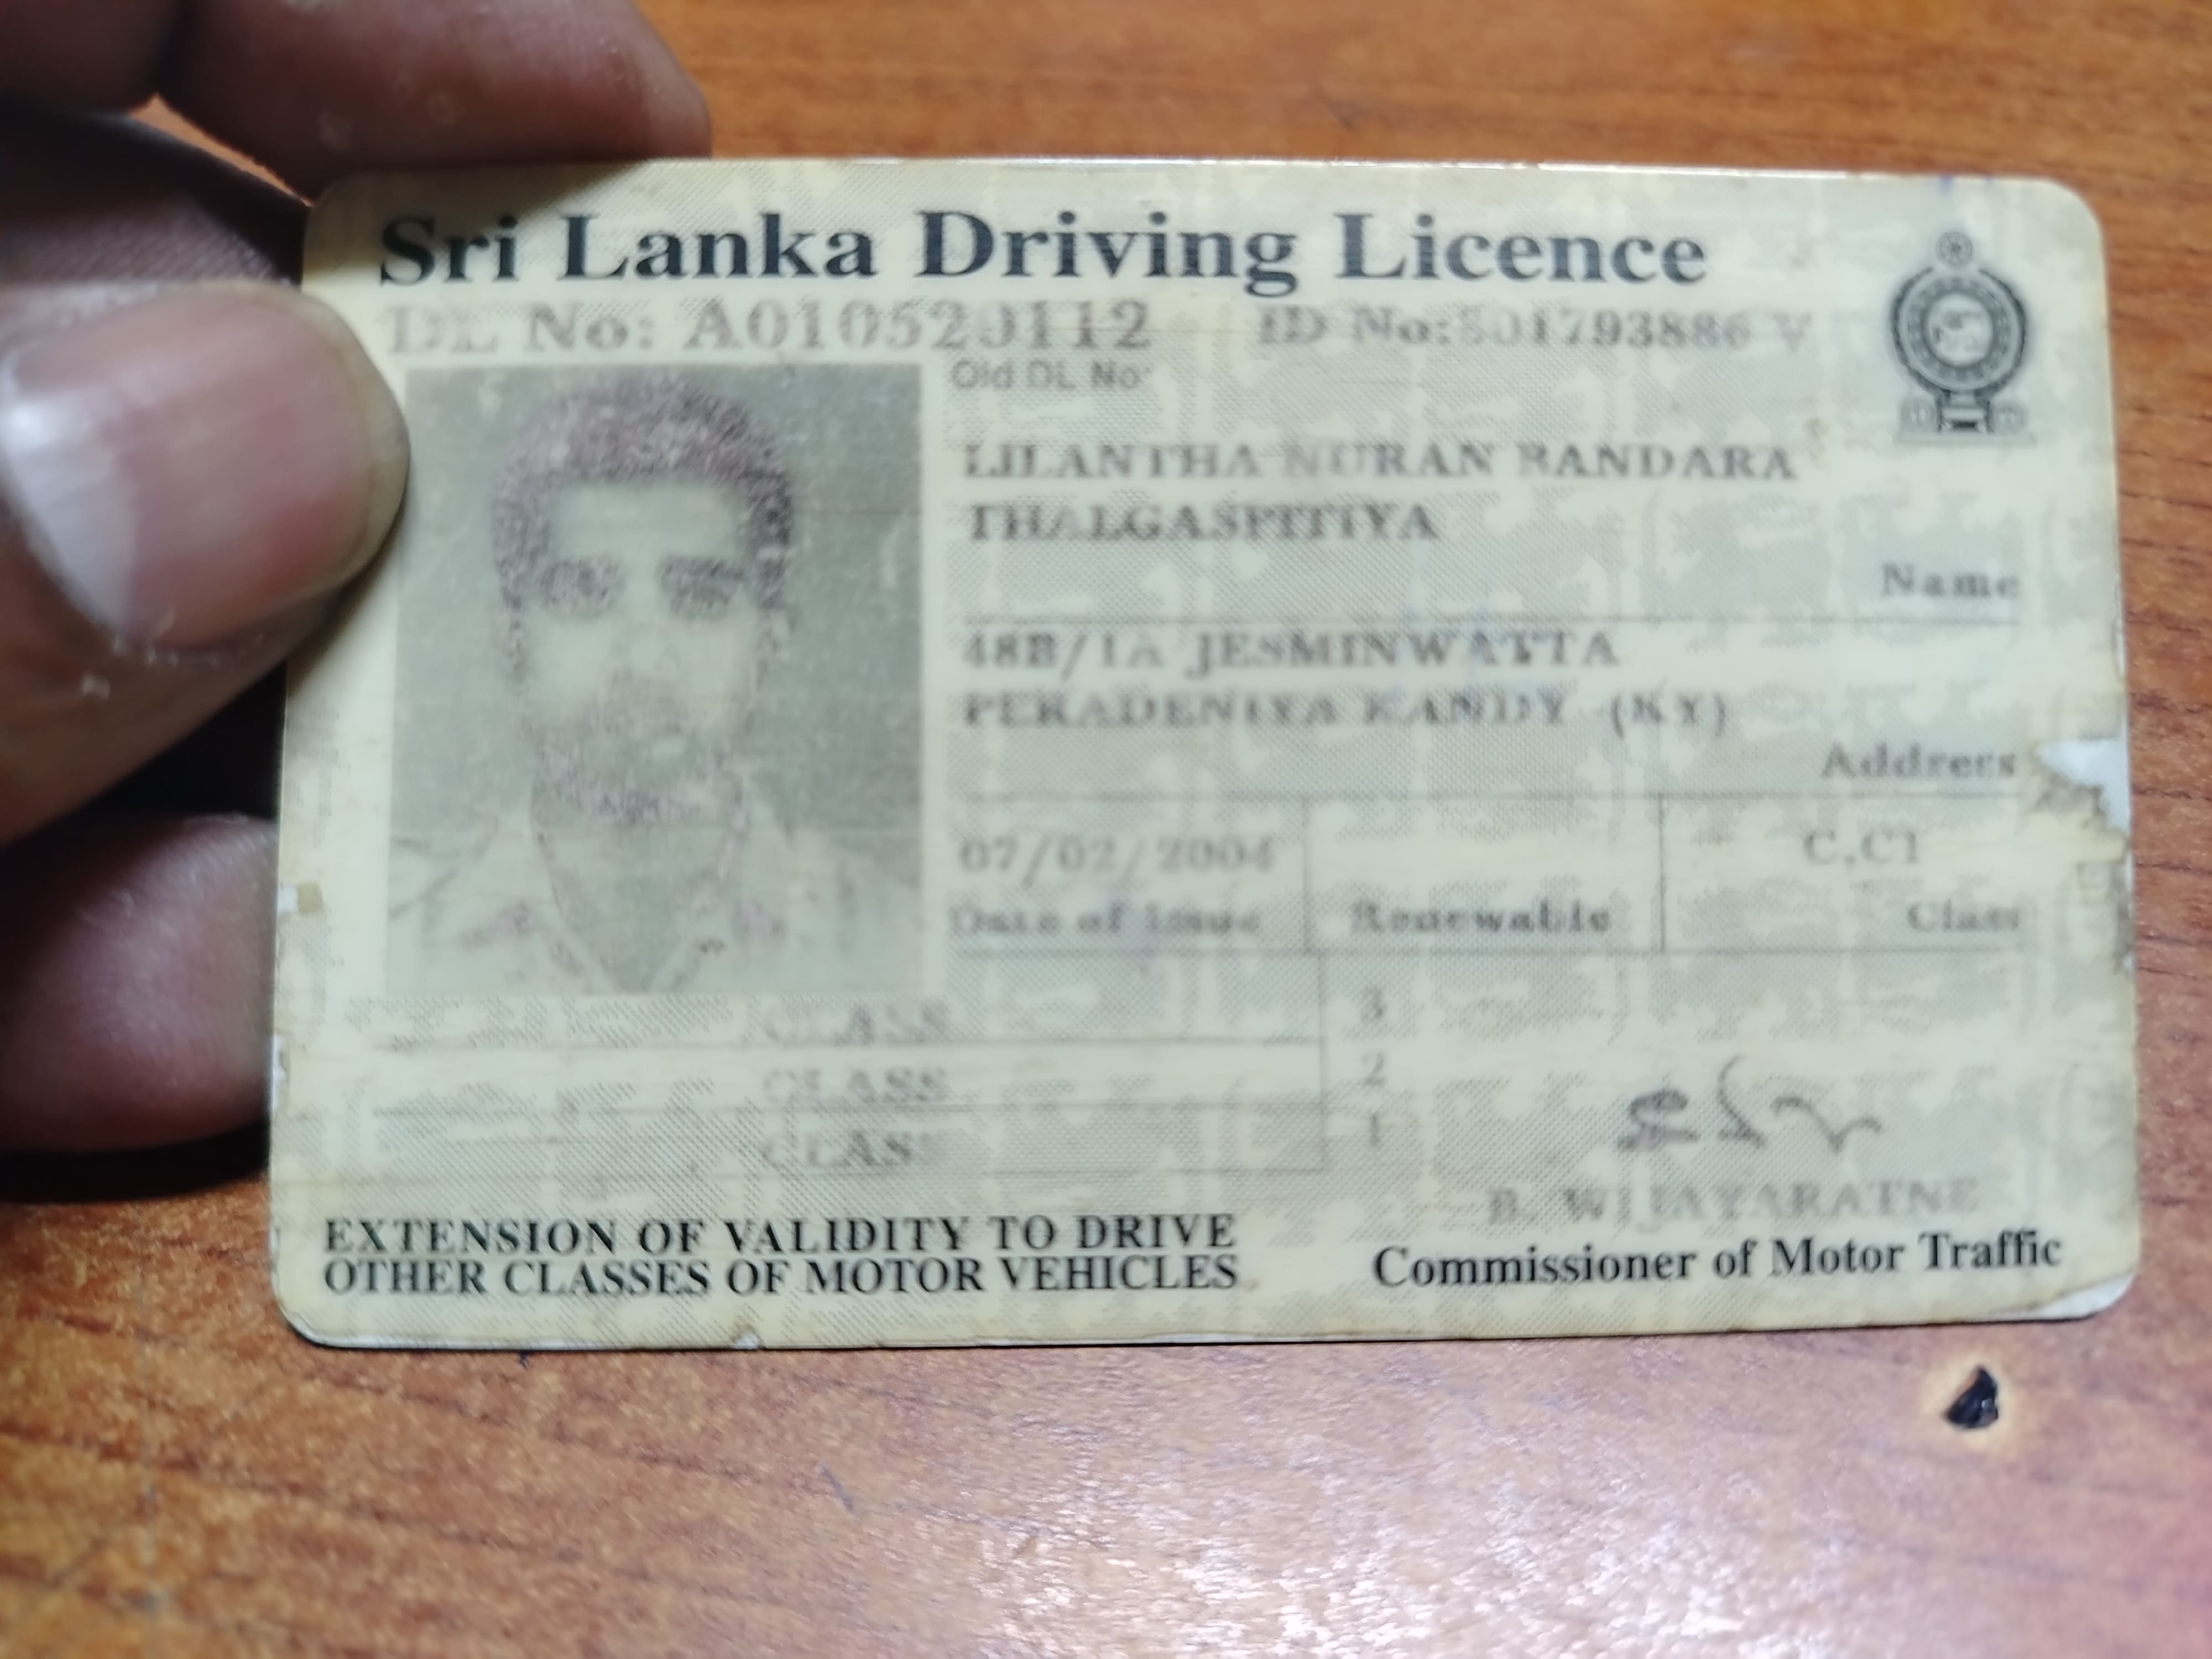 Sri Lanka Driving Licence
DL No: A010520112 ID No:
Old DL No:
LILANTHA NURAN BANDARA
THALGASPITIYA
Name
48B/1A JESMINWATTA
PERADENIYA KANDY (KY)
Address
07/02/2004 C,C1
Date of Issue Renewable Class
CLASS 3
CLASS 2
CLASS 1
B. WIJAYARATNE
EXTENSION OF VALIDITY TO DRIVE
OTHER CLASSES OF MOTOR VEHICLES
Commissioner of Motor Traffic